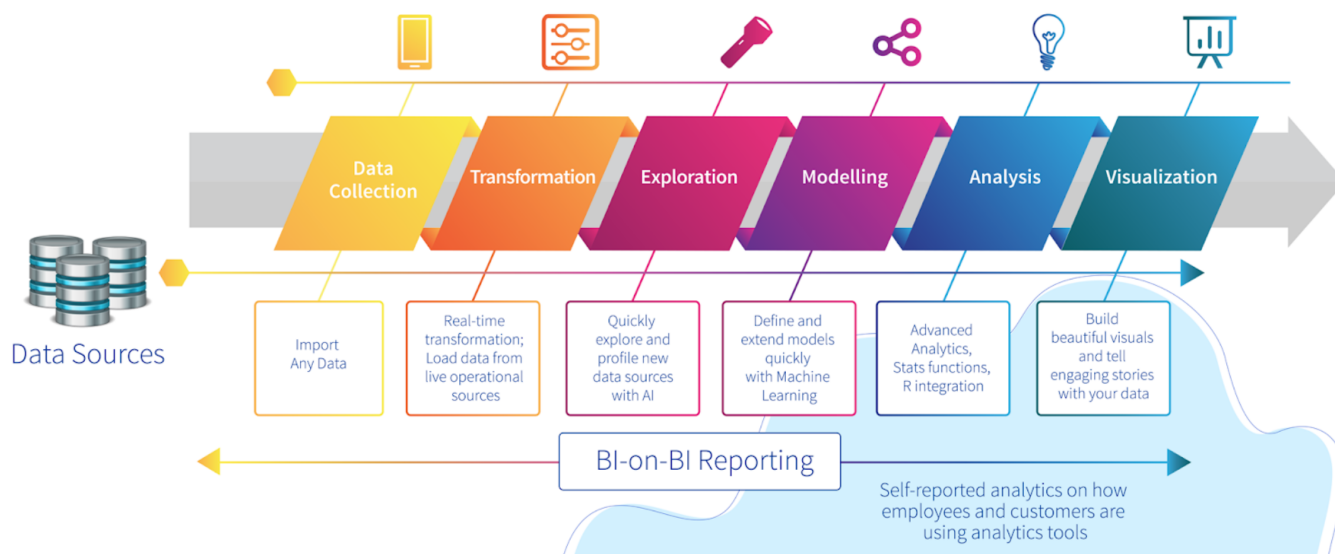 Data
Collection
Transformation
Exploration
Modelling
Analysis
Visualization
Data Sources
Import
Any Data
Real-time
transformation;
Load data from
live operational
sources
Quickly
explore and
profile new
data sources
with AI
Define and
extend models
quickly
with Machine
Learning
Advanced
Analytics,
Stats functions,
R integration
Build
beautiful visuals
and tell
engaging stories
with your data
BI-on-BI Reporting
Self-reported analytics on how
employees and customers are
using analytics tools